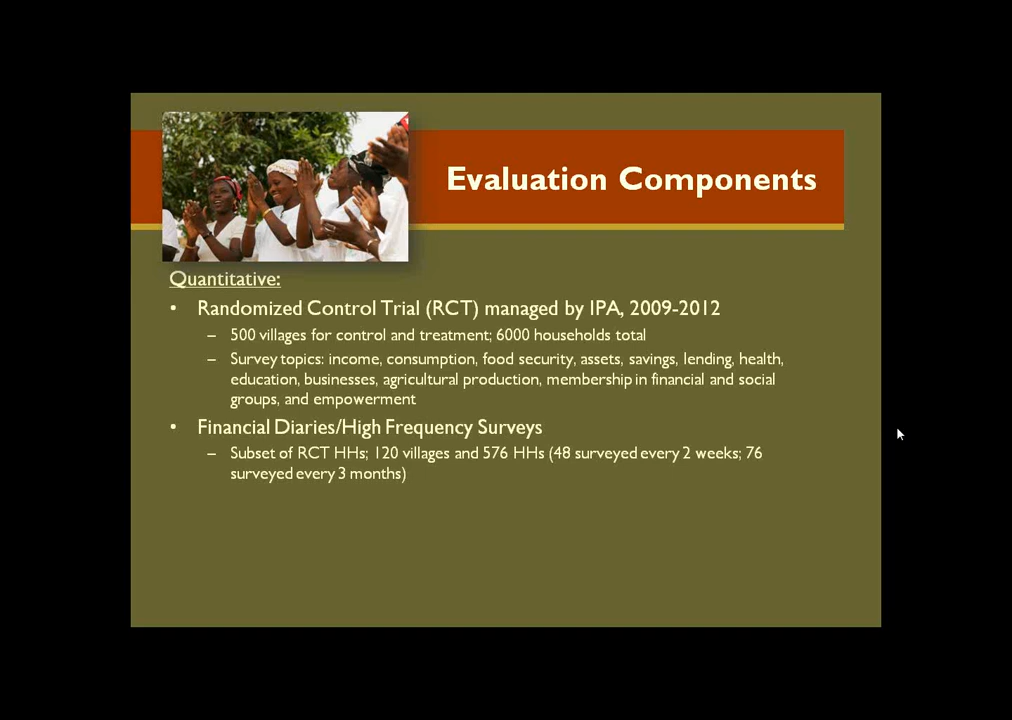 Evaluation Components
Quantitative:
• Randomized Control Trial (RCT) managed by IPA, 2009-2012
– 500 villages for control and treatment; 6000 households total
– Survey topics: income, consumption, food security, assets, savings, lending, health,
education, businesses, agricultural production, membership in financial and social
groups, and empowerment
• Financial Diaries/High Frequency Surveys
– Subset of RCT HHs; 120 villages and 576 HHs (48 surveyed every 2 weeks; 76
surveyed every 3 months)